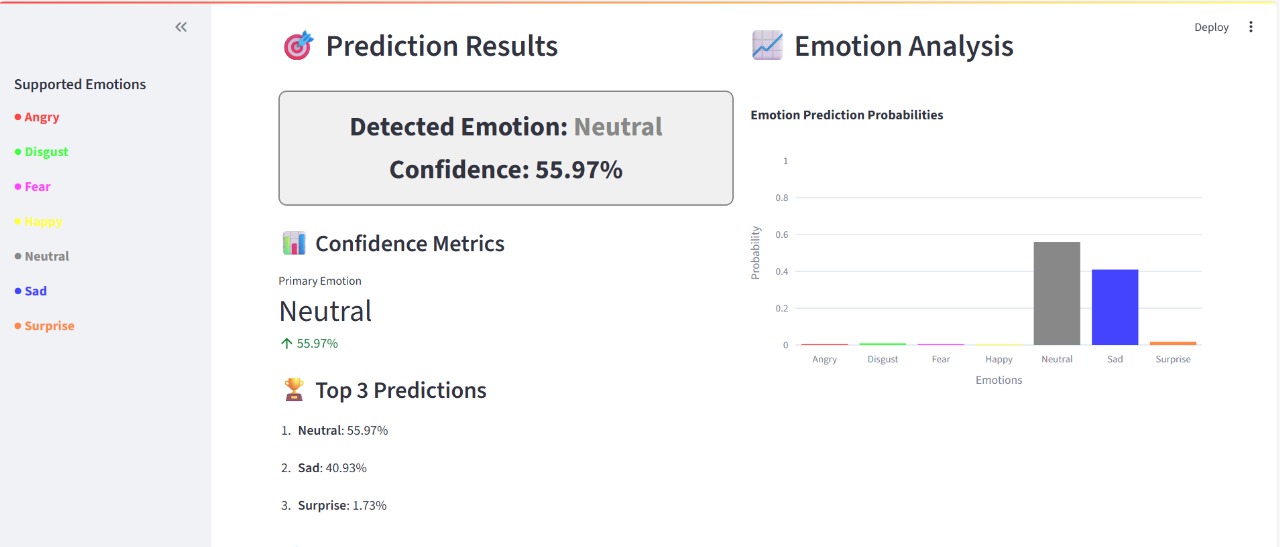 Supported Emotions
Angry
Disgust
Fear
Happy
Neutral
Sad
Surprise
Prediction Results
Detected Emotion: Neutral
Confidence: 55.97%
Confidence Metrics
Primary Emotion
Neutral
55.97%
Top 3 Predictions
1. Neutral: 55.97%
2. Sad: 40.93%
3. Surprise: 1.73%
Deploy
Emotion Analysis
Emotion Prediction Probabilities
1
0.8
0.6
0.4
0.2
0
Probability
Angry Disgust Fear Happy Neutral Sad Surprise
Emotions